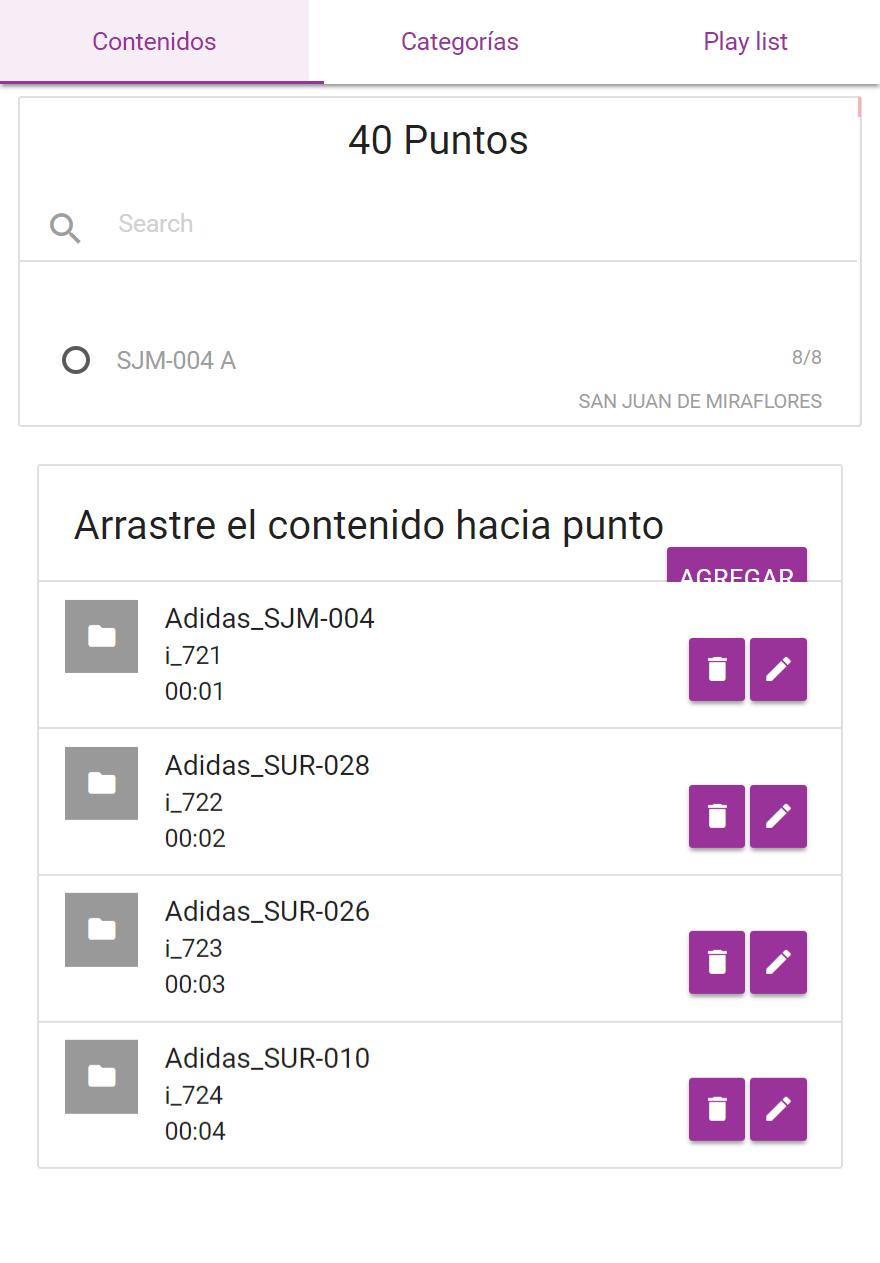 Contenidos
Categorías
Play list
40 Puntos
Search
SJM-004 A
8/8
SAN JUAN DE MIRAFLORES
Arrastre el contenido hacia punto
AGREGAR
Adidas_SJM-004
i_721
00:01
Adidas_SUR-028
i_722
00:02
Adidas_SUR-026
i_723
00:03
Adidas_SUR-010
i_724
00:04